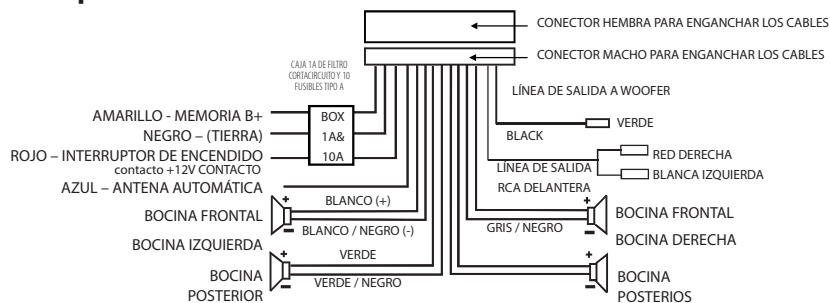 CONECTOR HEMBRA PARA ENGANCHAR LOS CABLES
CONECTOR MACHO PARA ENGANCHAR LOS CABLES
CAJA 1A DE FILTRO
CORTACIRCUITO Y 10
FUSIBLES TIPO A
LÍNEA DE SALIDA A WOOFER
AMARILLO - MEMORIA B+
BOX
NEGRO – (TIERRA)
1A&
ROJO – INTERRUPTOR DE ENCENDIDO
10A
contacto +12V CONTACTO
AZUL – ANTENA AUTOMÁTICA
VERDE
BLACK
RED DERECHA
LÍNEA DE SALIDA
BLANCA IZQUIERDA
RCA DELANTERA
BLANCO (+)
BOCINA FRONTAL
+
–
BLANCO / NEGRO (-)
BOCINA IZQUIERDA
GRIS / NEGRO
+
–
BOCINA FRONTAL
BOCINA DERECHA
VERDE
BOCINA
POSTERIOR
+
–
VERDE / NEGRO
+
–
BOCINA
POSTERIOS